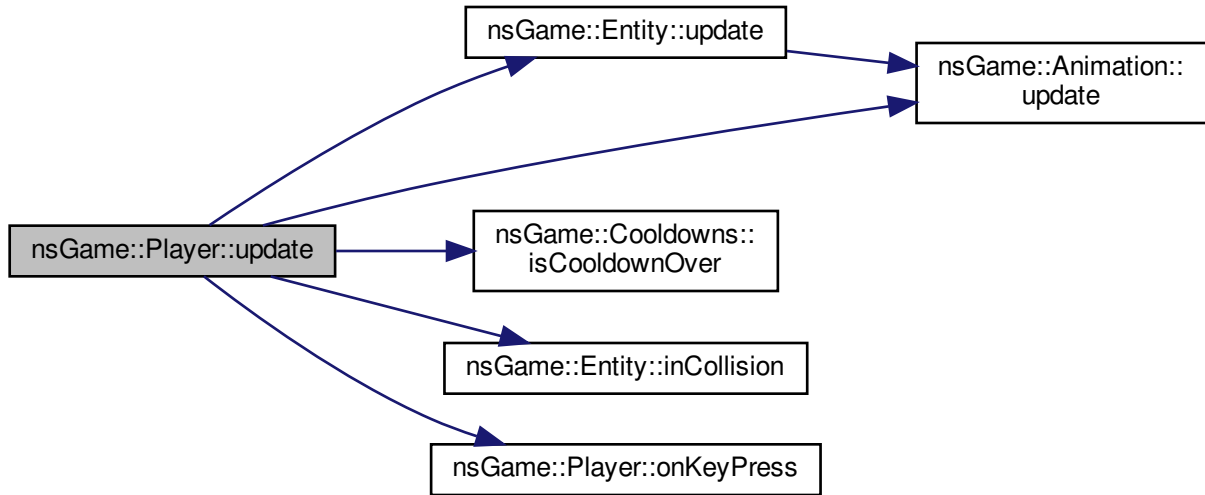 nsGame::Entity::update
nsGame::Animation::
update
nsGame::Player::update
nsGame::Cooldowns::
isCooldownOver
nsGame::Entity::inCollision
nsGame::Player::onKeyPress